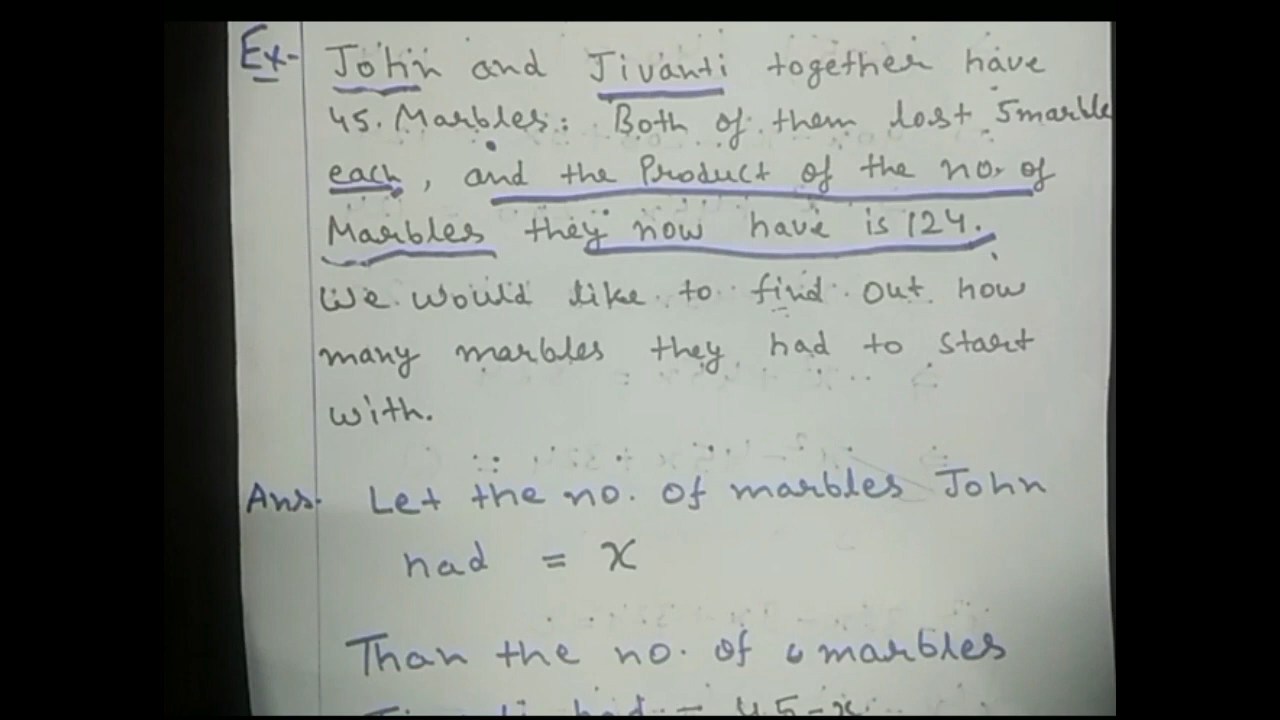 Ex- John and Jivanti together have
45. Marbles: Both of them lost 5 marble
each, and the Product of the no. of
Marbles they now have is 124.
We would like to find out how
many marbles they had to start
with.
Ans. Let the no. of marbles John
had = x
Than the no. of marbles
had = 45-x